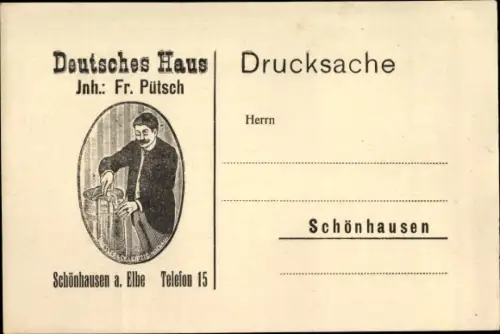 Deutsches Haus
Jnh.: Fr. Pütsch
Schönhausen a. Elbe Telefon 15
Drucksache
Herrn
Schönhausen